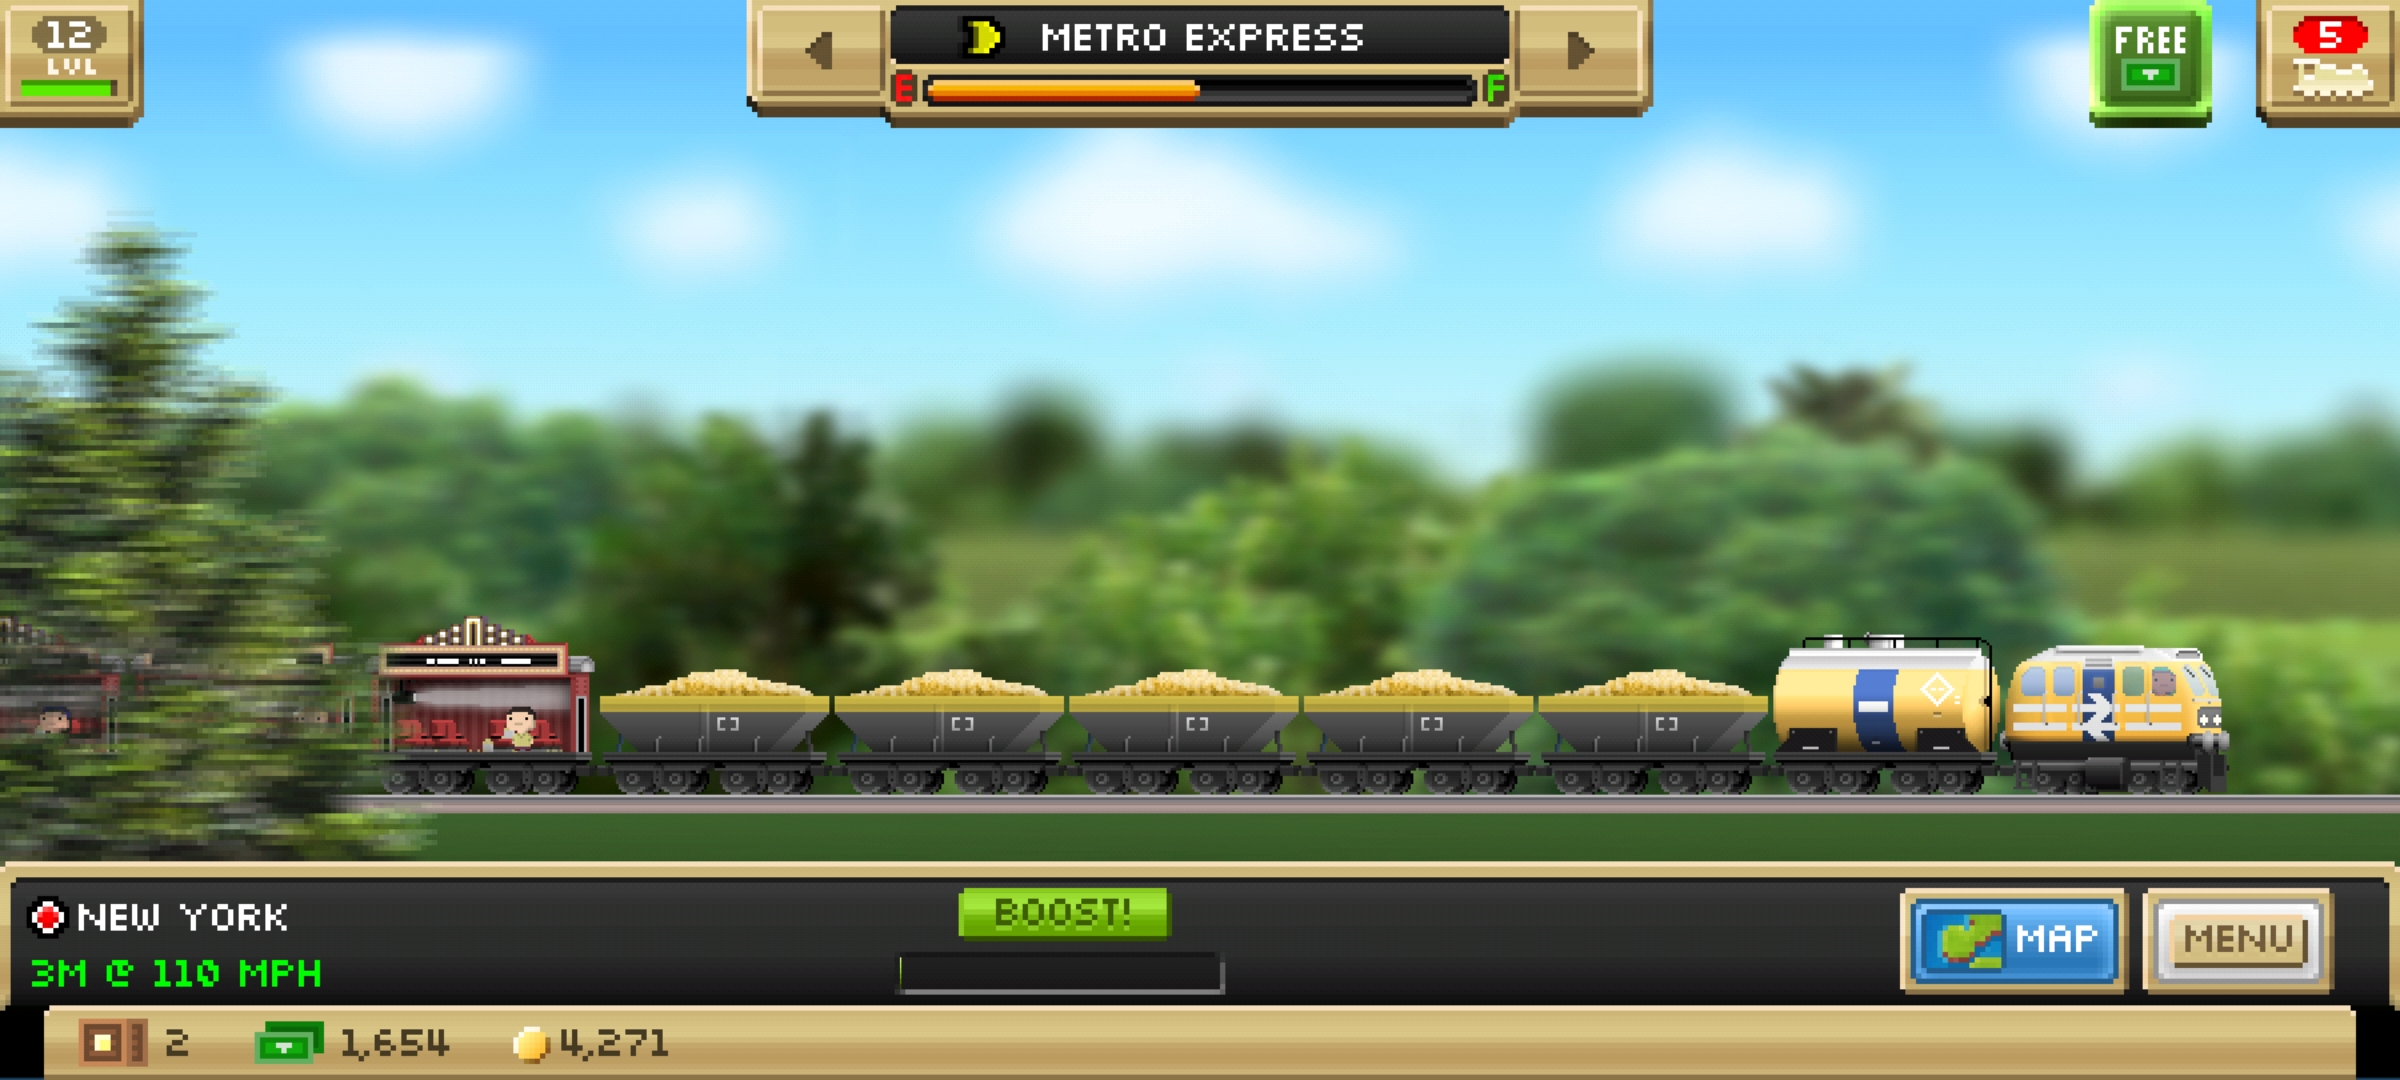 12
LVL
METRO EXPRESS
E
F
FREE
5
NEW YORK
3M @ 110 MPH
BOOST!
MAP
MENU
2
1,654
4,271